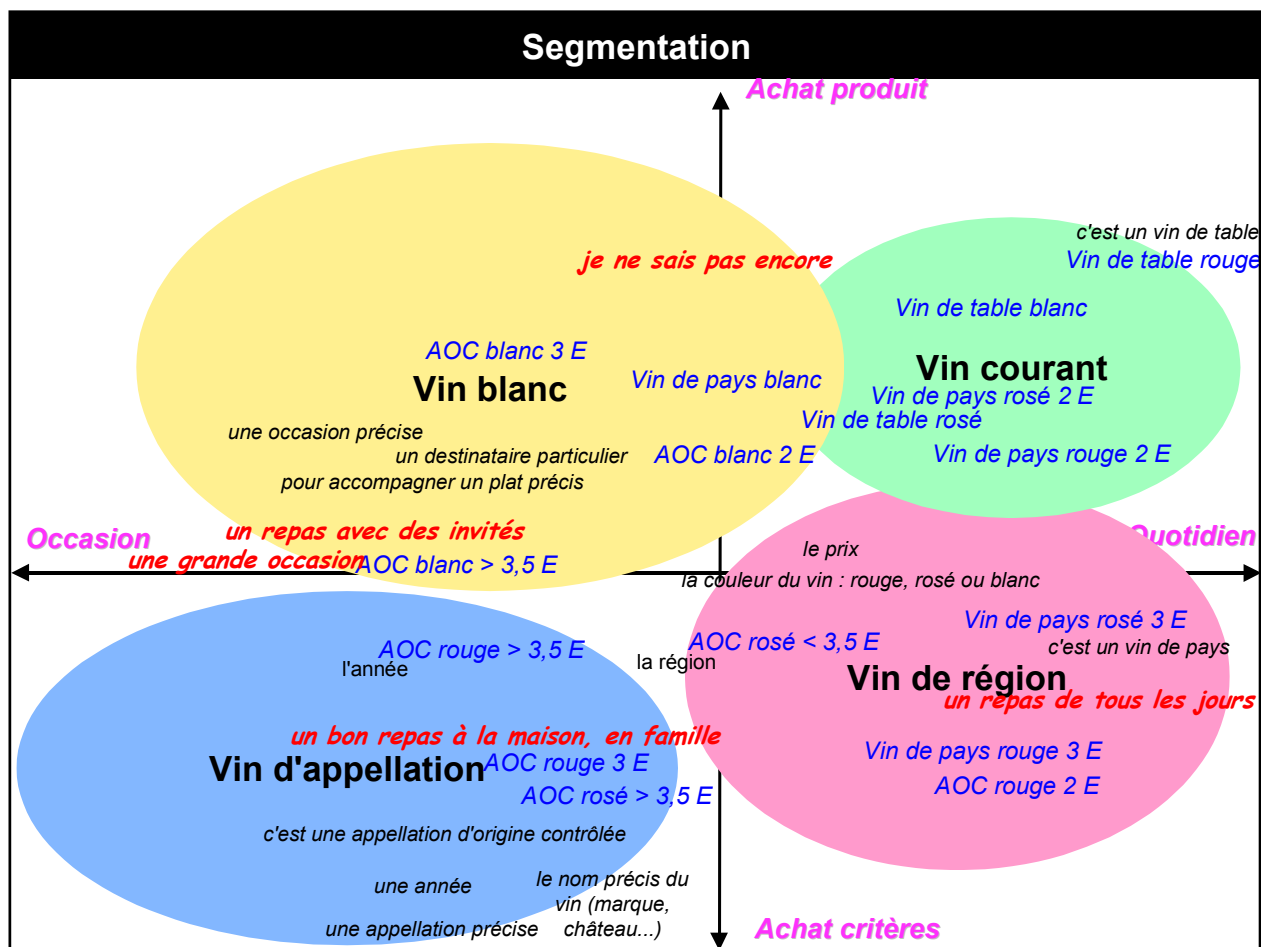 Segmentation
Achat produit
c'est un vin de table
je ne sais pas encore
Vin de table rouge
Vin de table blanc
AOC blanc 3 E
Vin blanc
Vin de pays blanc
Vin courant
Vin de pays rosé 2 E
Vin de table rosé
une occasion précise
un destinataire particulier
AOC blanc 2 E
Vin de pays rouge 2 E
pour accompagner un plat précis
un repas avec des invités
Occasion
Quotidien
le prix
une grande occasion
AOC blanc > 3,5 E
la couleur du vin : rouge, rosé ou blanc
Vin de pays rosé 3 E
AOC rouge > 3,5 E
AOC rosé < 3,5 E
c'est un vin de pays
l'année
la région
Vin de région
un repas de tous les jours
un bon repas à la maison, en famille
Vin de pays rouge 3 E
Vin d'appellation
AOC rouge 3 E
AOC rouge 2 E
AOC rosé > 3,5 E
c'est une appellation d'origine contrôlée
une année
le nom précis du
vin (marque,
château...)
une appellation précise
Achat critères